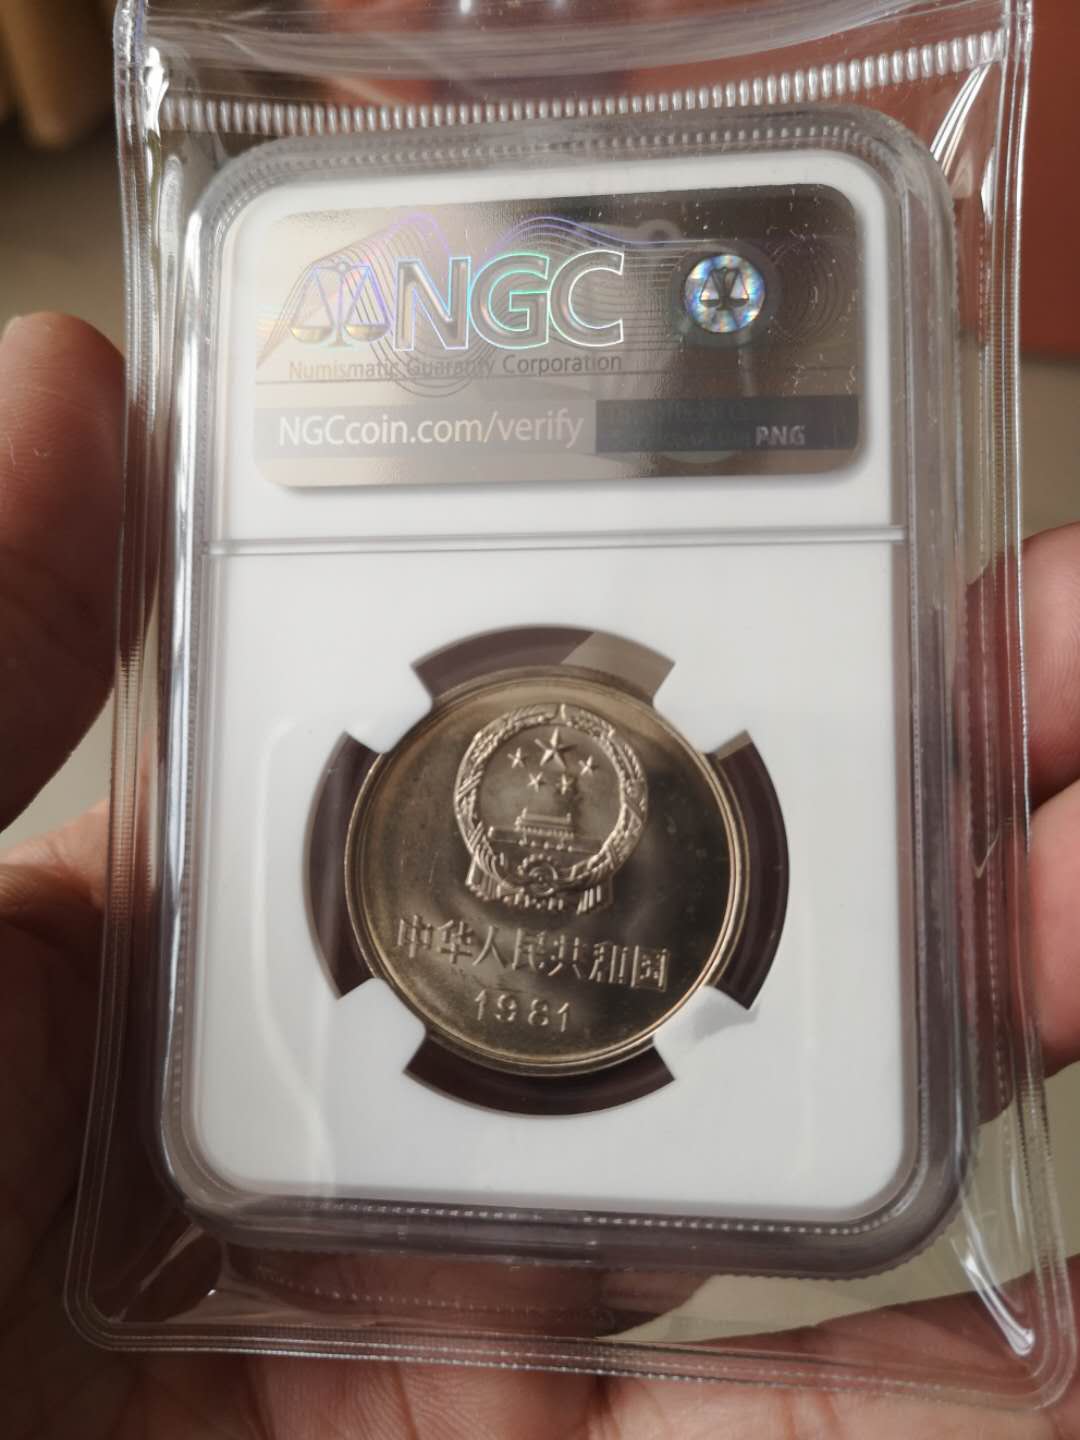 NGC
Numismatic Guaranty Corporation
NGCcoin.com/verify
PNG
中华人民共和国
1981